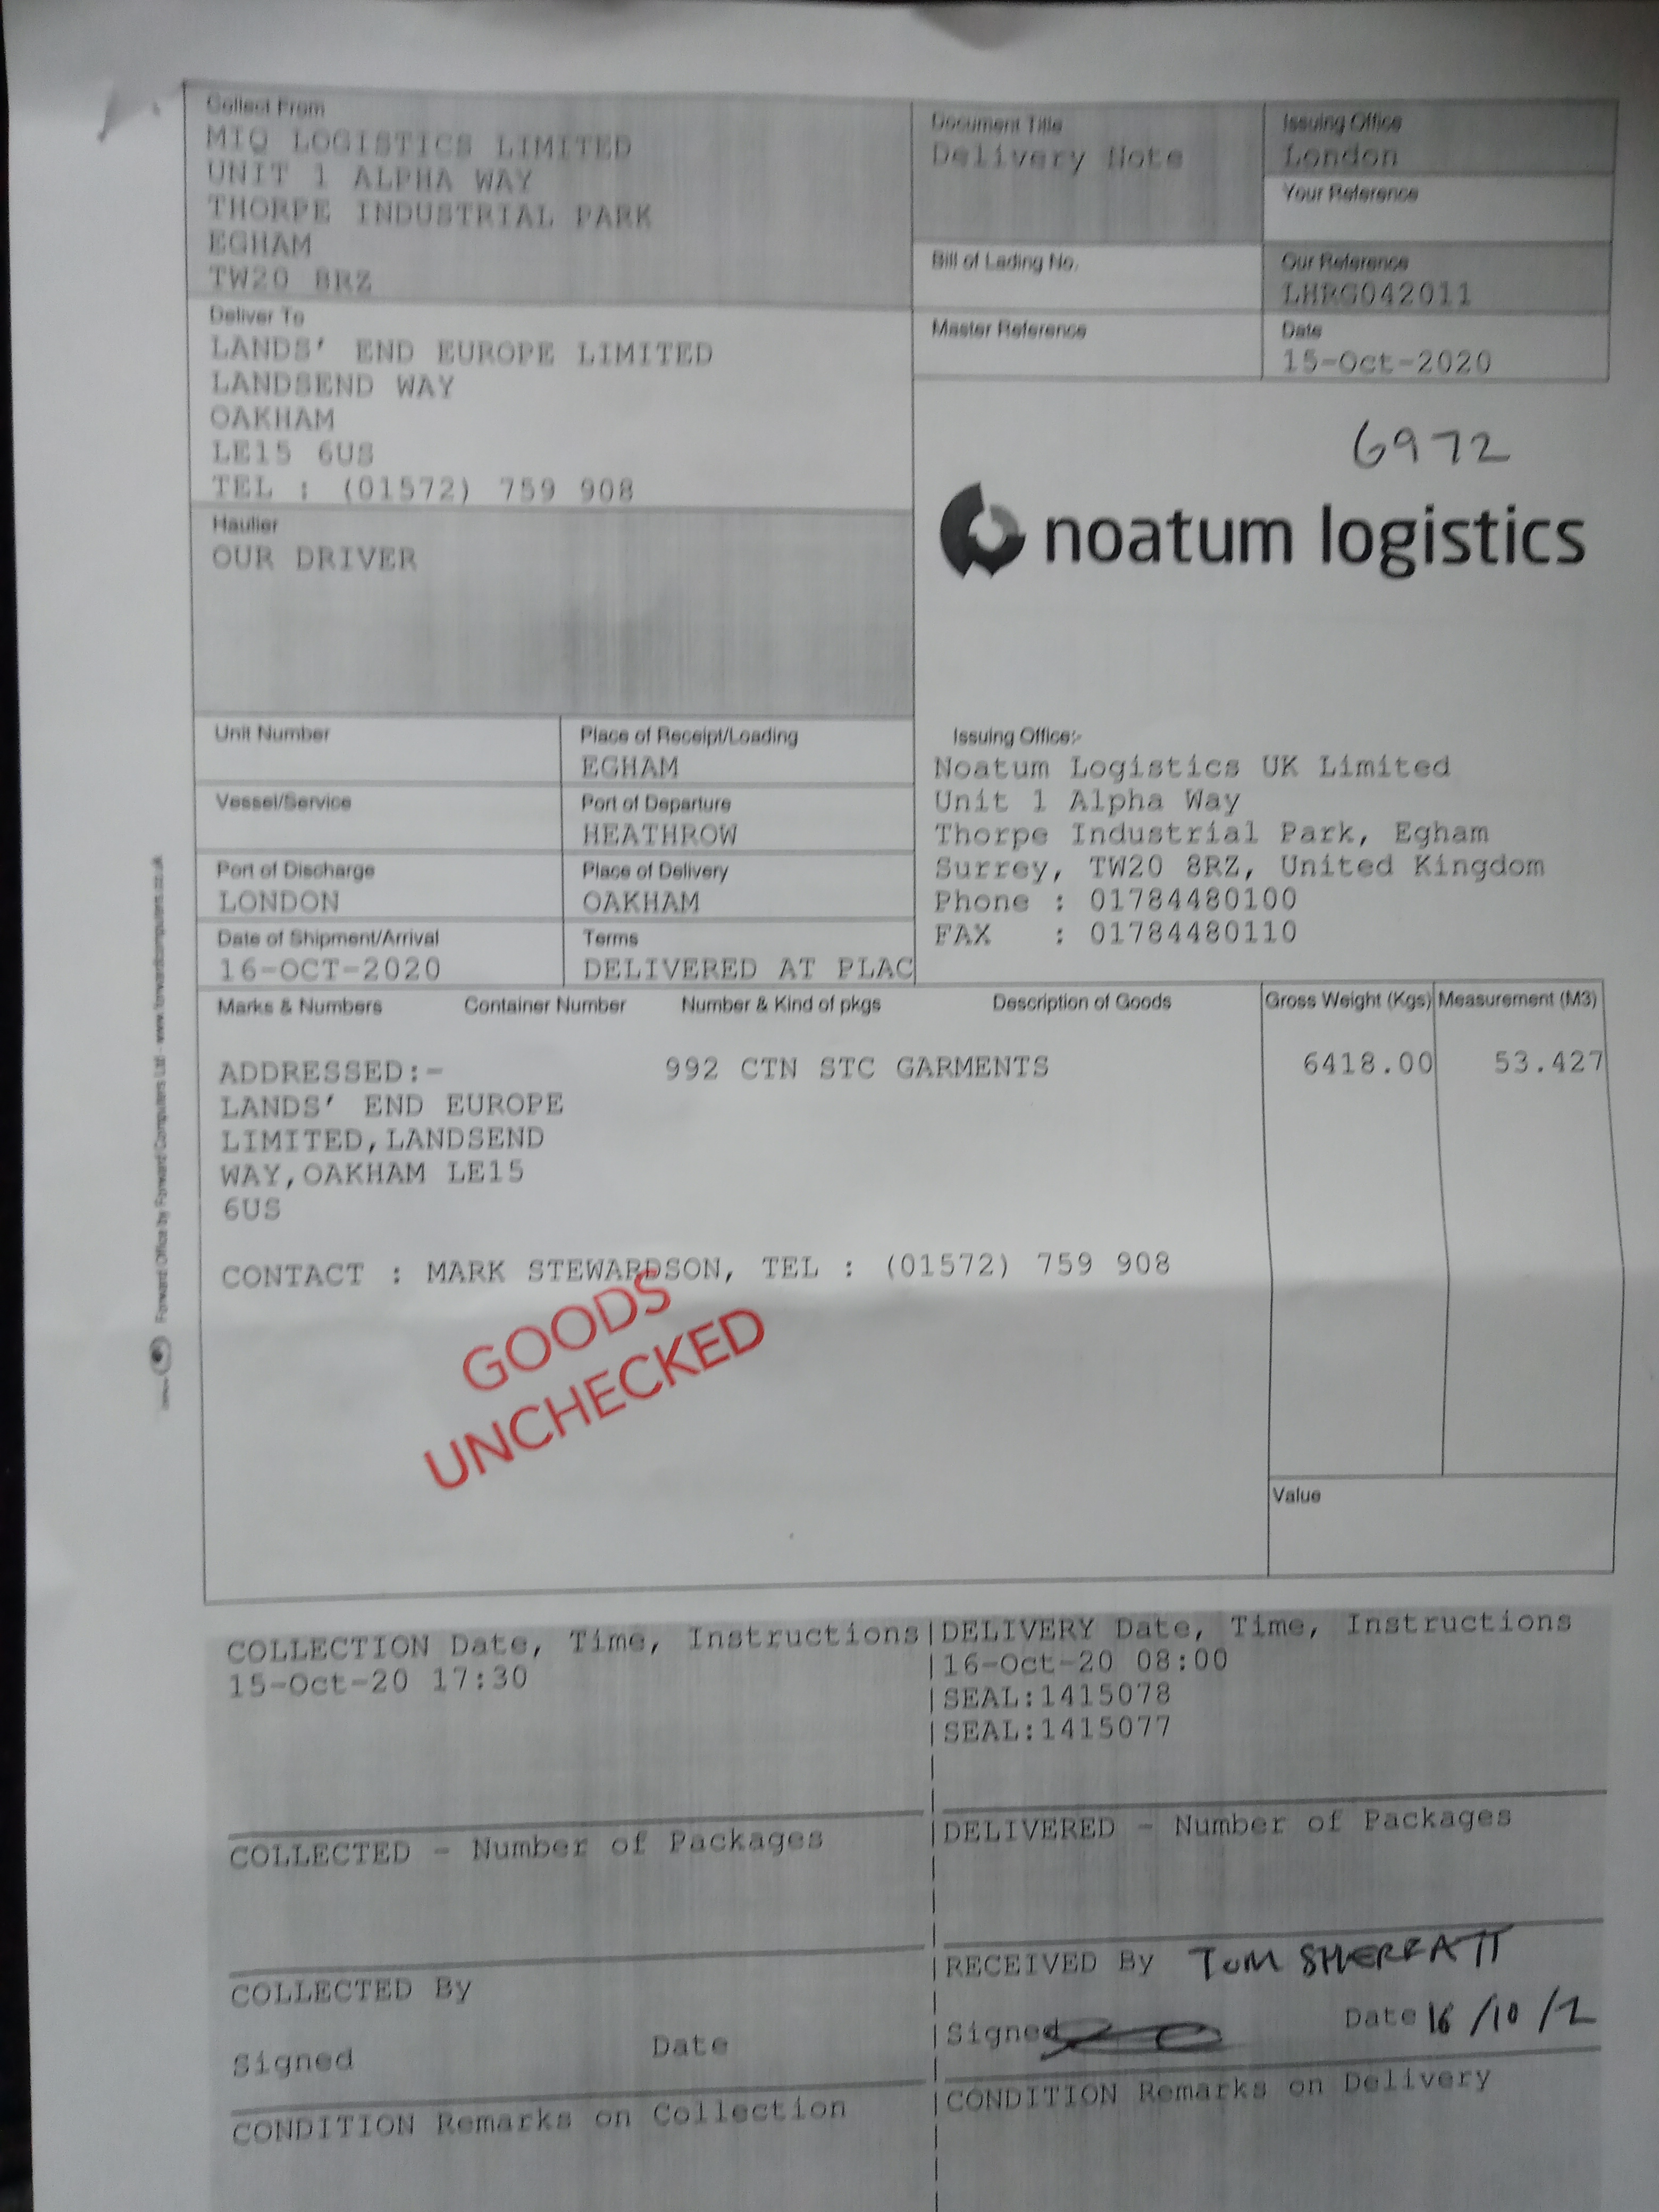 Collect From
MIQ LOGISTICS LIMITED
UNIT 1 ALPHA WAY
THORPE INDUSTRIAL PARK
EGHAM
TW20 8RZ
Document Title
Delivery Note
Issuing Office
London
Your Reference
Bill of Lading No.
Our Reference
LHRG042011
Master Reference
Date
15-Oct-2020
Deliver To
LANDS' END EUROPE LIMITED
LANDSEND WAY
OAKHAM
LE15 6US
TEL : (01572) 759 908
6972
noatum logistics
Haulier
OUR DRIVER
Unit Number
Place of Receipt/Loading
EGHAM
Vessel/Service
Port of Departure
HEATHROW
Port of Discharge
LONDON
Place of Delivery
OAKHAM
Date of Shipment/Arrival
16-OCT-2020
Terms
DELIVERED AT PLAC
Issuing Office:-
Noatum Logistics UK Limited
Unit 1 Alpha Way
Thorpe Industrial Park, Egham
Surrey, TW20 8RZ, United Kingdom
Phone : 01784480100
FAX : 01784480110
Marks & Numbers Container Number Number & Kind of pkgs Description of Goods Gross Weight (Kgs) Measurement (M3)
ADDRESSED:- 992 CTN STC GARMENTS 6418.00 53.427
LANDS' END EUROPE
LIMITED,LANDSEND
WAY,OAKHAM LE15
6US
CONTACT : MARK STEWARDSON, TEL : (01572) 759 908
GOODS
UNCHECKED
Value
Forward Office by Forward Computers Ltd - www.forwardcomputers.co.uk
COLLECTION Date, Time, Instructions
15-Oct-20 17:30
DELIVERY Date, Time, Instructions
16-Oct-20 08:00
SEAL:1415078
SEAL:1415077
COLLECTED - Number of Packages
DELIVERED - Number of Packages
COLLECTED By
Signed Date
RECEIVED By TOM SHERRATT
Signed Date 16/10/2
CONDITION Remarks on Collection
CONDITION Remarks on Delivery